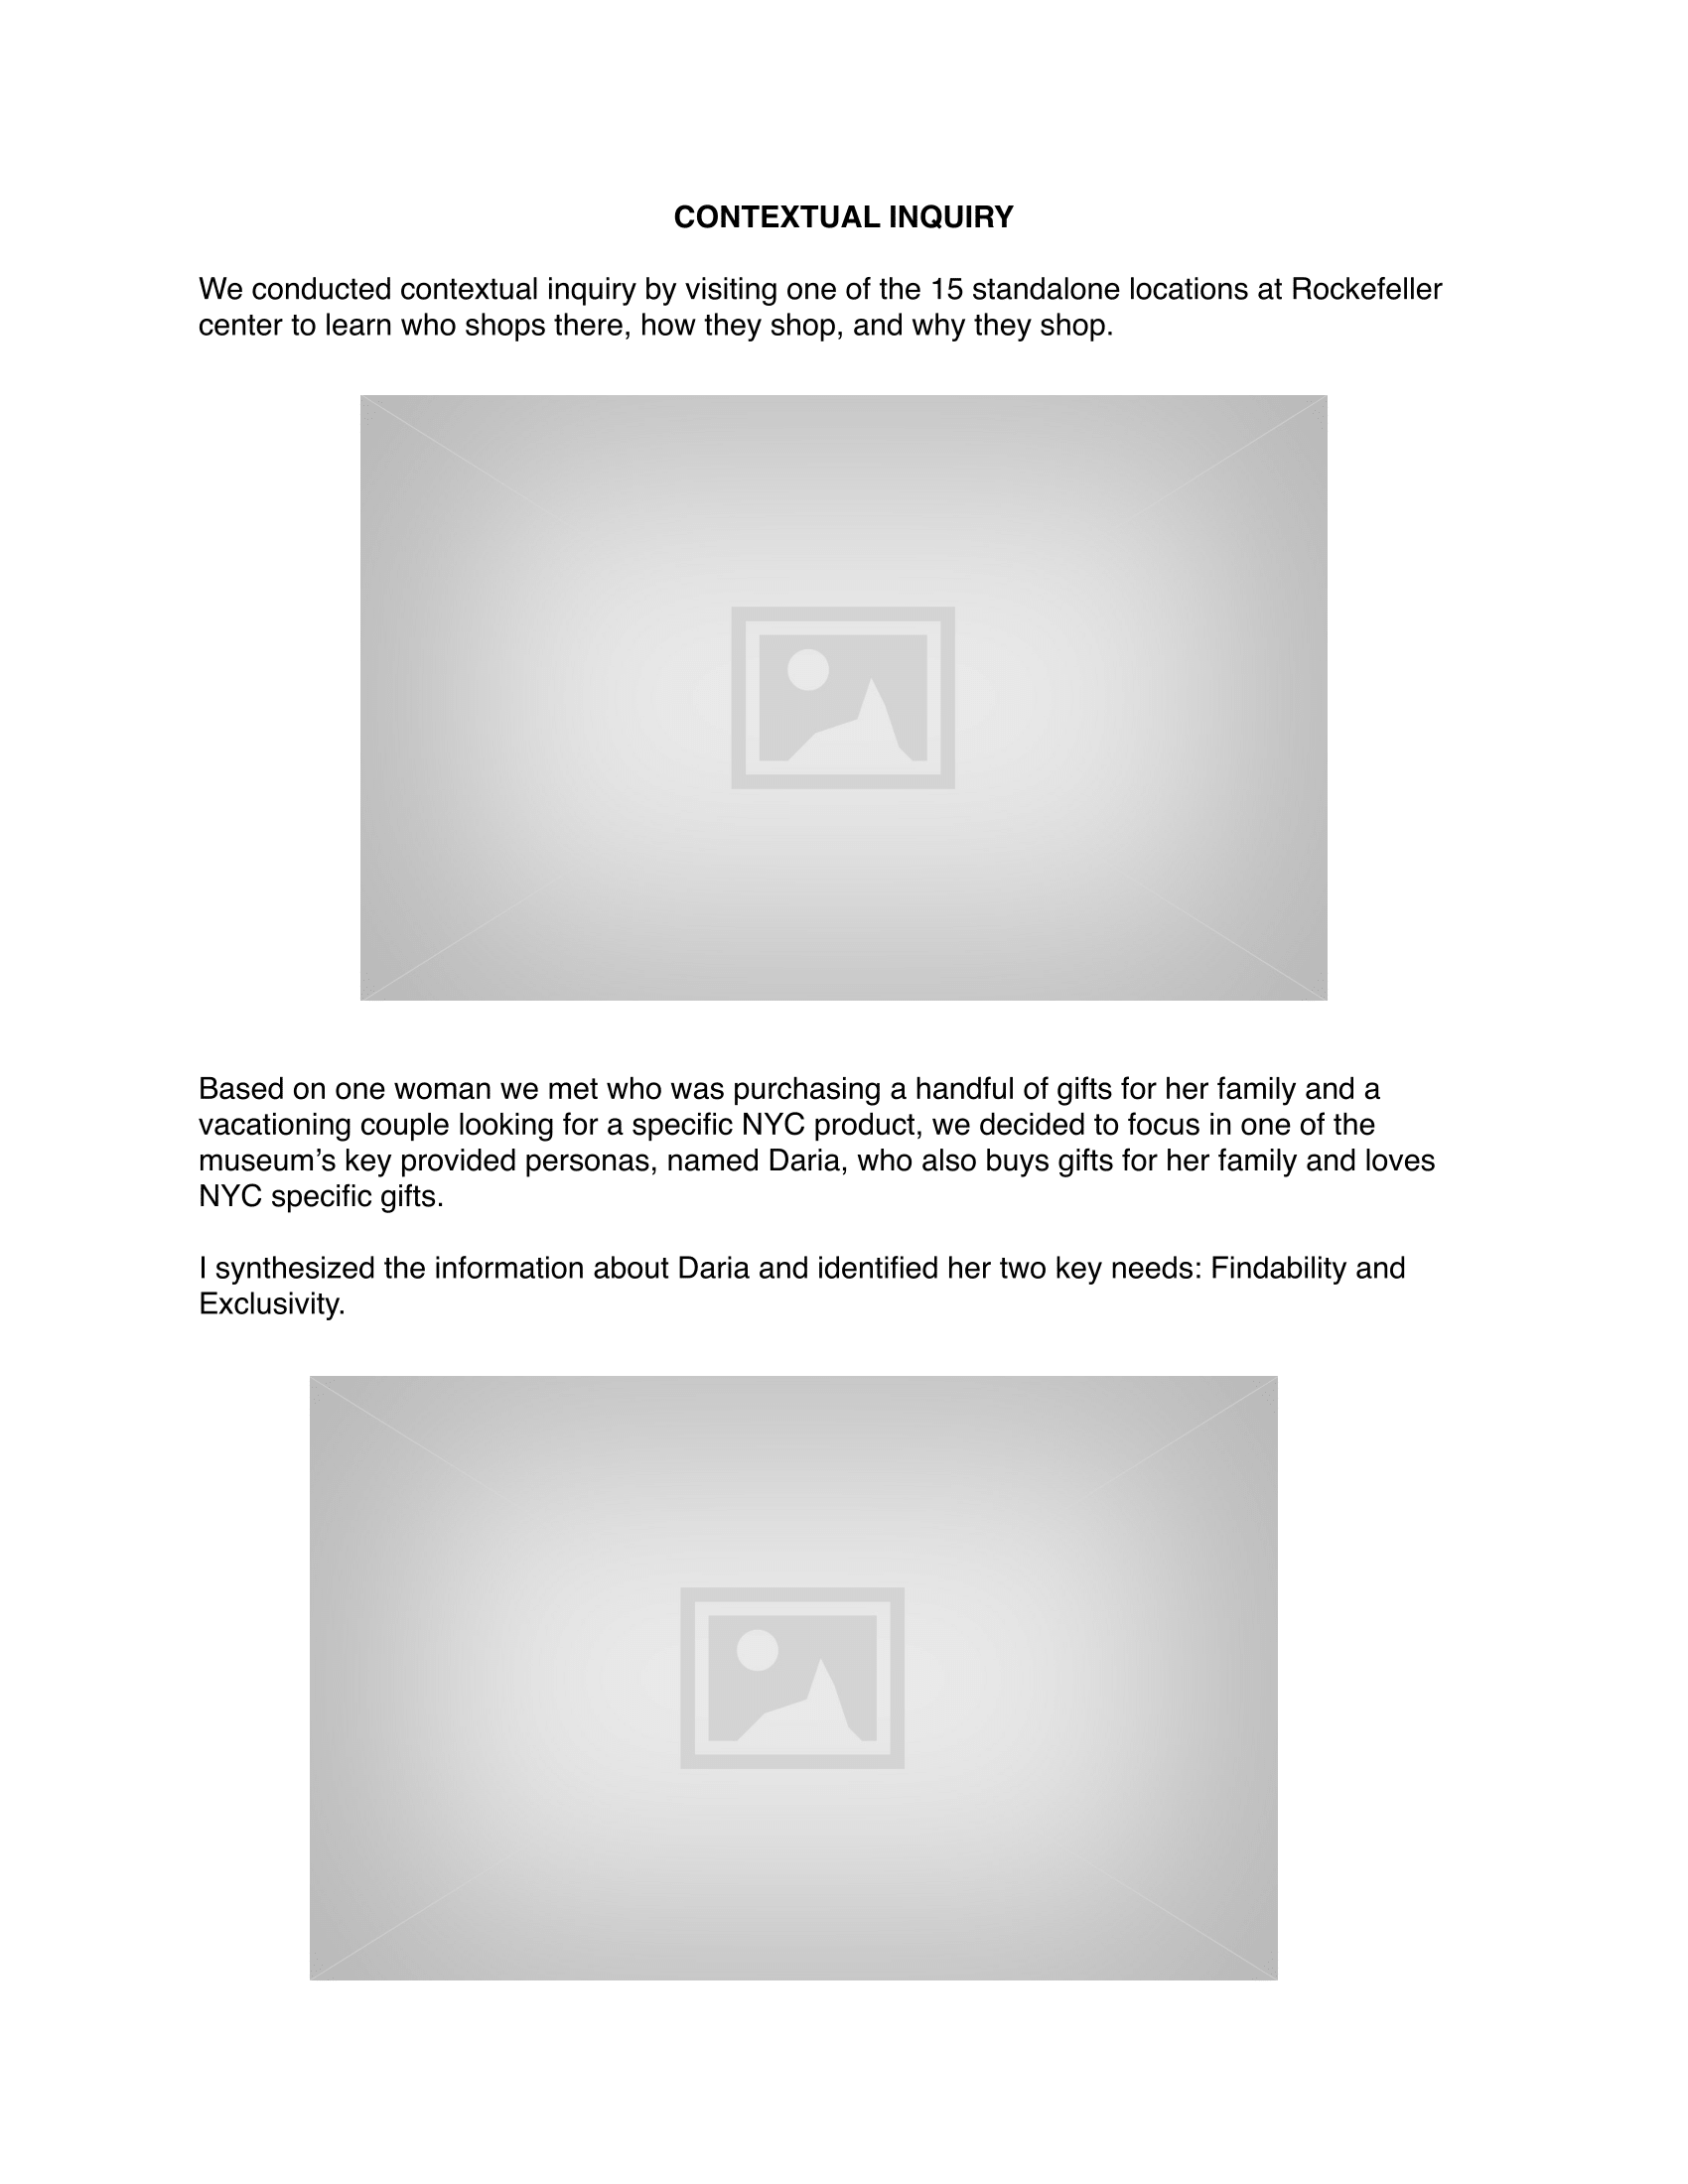 CONTEXTUAL INQUIRY
We conducted contextual inquiry by visiting one of the 15 standalone locations at Rockefeller
center to learn who shops there, how they shop, and why they shop.
Based on one woman we met who was purchasing a handful of gifts for her family and a
vacationing couple looking for a specific NYC product, we decided to focus in one of the
museum’s key provided personas, named Daria, who also buys gifts for her family and loves
NYC specific gifts.
I synthesized the information about Daria and identified her two key needs: Findability and
Exclusivity.